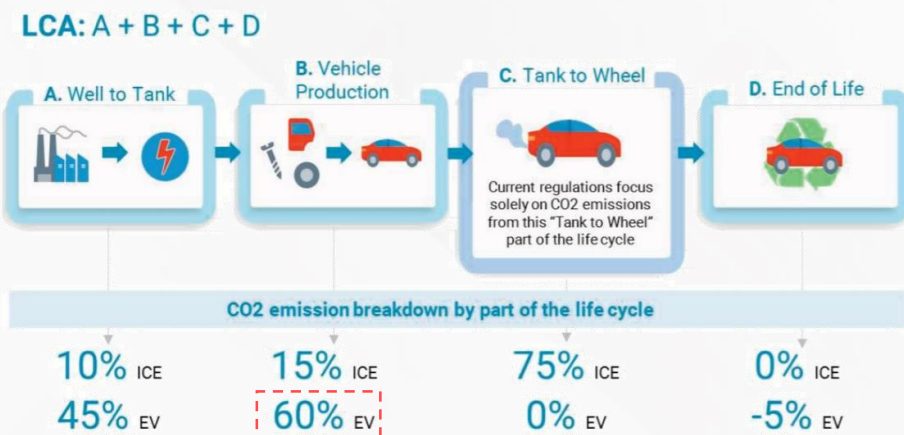 LCA: A + B + C + D
A. Well to Tank
B. Vehicle
Production
C. Tank to Wheel
D. End of Life
Current regulations focus
solely on CO2 emissions
from this “Tank to Wheel”
part of the life cycle
CO2 emission breakdown by part of the life cycle
10% ICE
15% ICE
75% ICE
0% ICE
45% EV
60% EV
0% EV
-5% EV